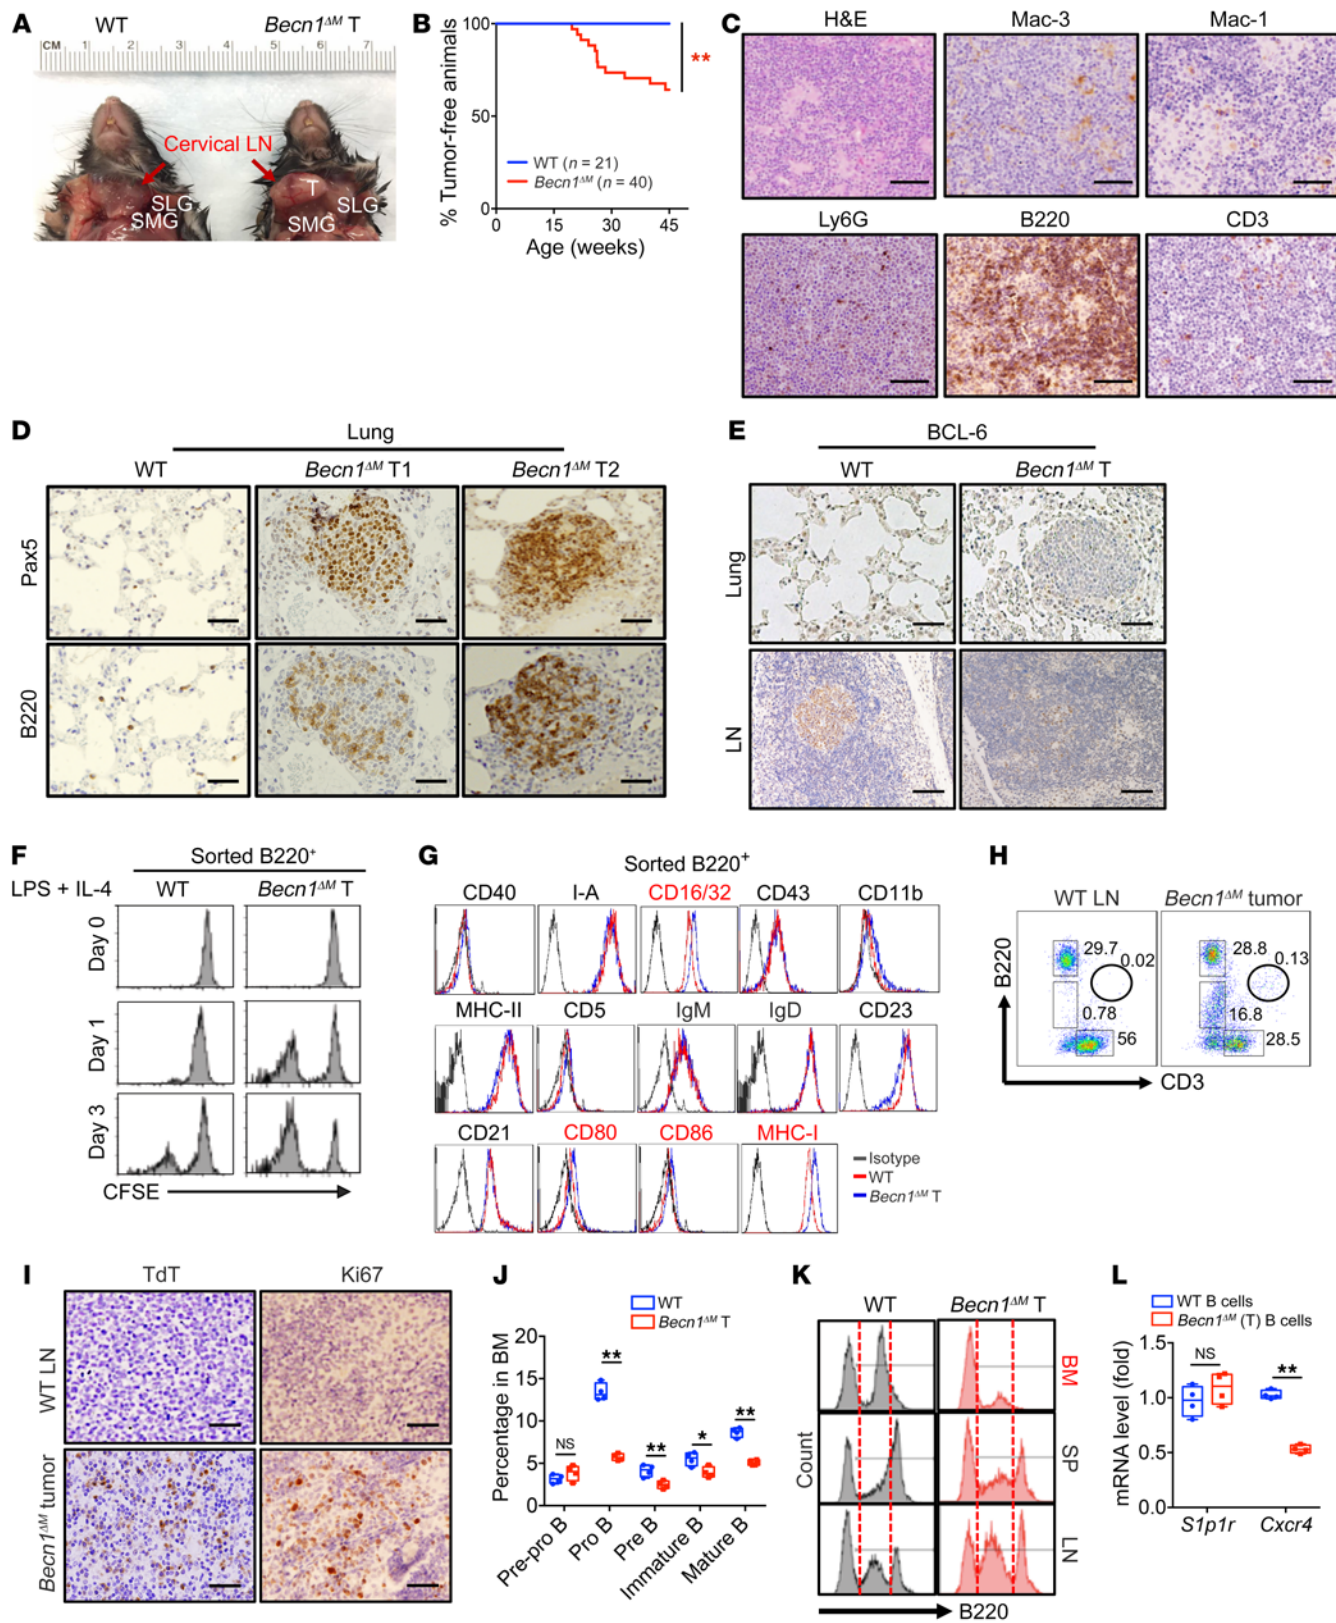 A
WT
Becn1ΔM T
CM 1 2 3 4 5 6 7
Cervical LN
T
SLG
SMG
SLG
SMG
B
% Tumor-free animals
100
50
0
WT (n = 21)
Becn1ΔM (n = 40)
**
0 15 30 45
Age (weeks)
C
H&E
Mac-3
Mac-1
Ly6G
B220
CD3
D
Lung
WT
Becn1ΔM T1
Becn1ΔM T2
Pax5
B220
E
BCL-6
WT
Becn1ΔM T
Lung
LN
F
Sorted B220+
LPS + IL-4
WT
Becn1ΔM T
Day 0
Day 1
Day 3
CFSE
G
Sorted B220+
CD40
I-A
CD16/32
CD43
CD11b
MHC-II
CD5
IgM
IgD
CD23
CD21
CD80
CD86
MHC-I
Isotype
WT
Becn1ΔM T
H
WT LN
Becn1ΔM tumor
B220
29.7
0.02
0.78
56
28.8
0.13
16.8
28.5
CD3
I
TdT
Ki67
WT LN
Becn1ΔM tumor
J
WT
Becn1ΔM T
Percentage in BM
20
15
10
5
0
NS
**
**
*
**
Pre-pro B
Pro B
Pre B
Immature B
Mature B
K
WT
Becn1ΔM T
Count
BM
SP
LN
B220
L
WT B cells
Becn1ΔM (T) B cells
mRNA level (fold)
1.5
1.0
0.5
0.0
NS
**
S1p1r
Cxcr4